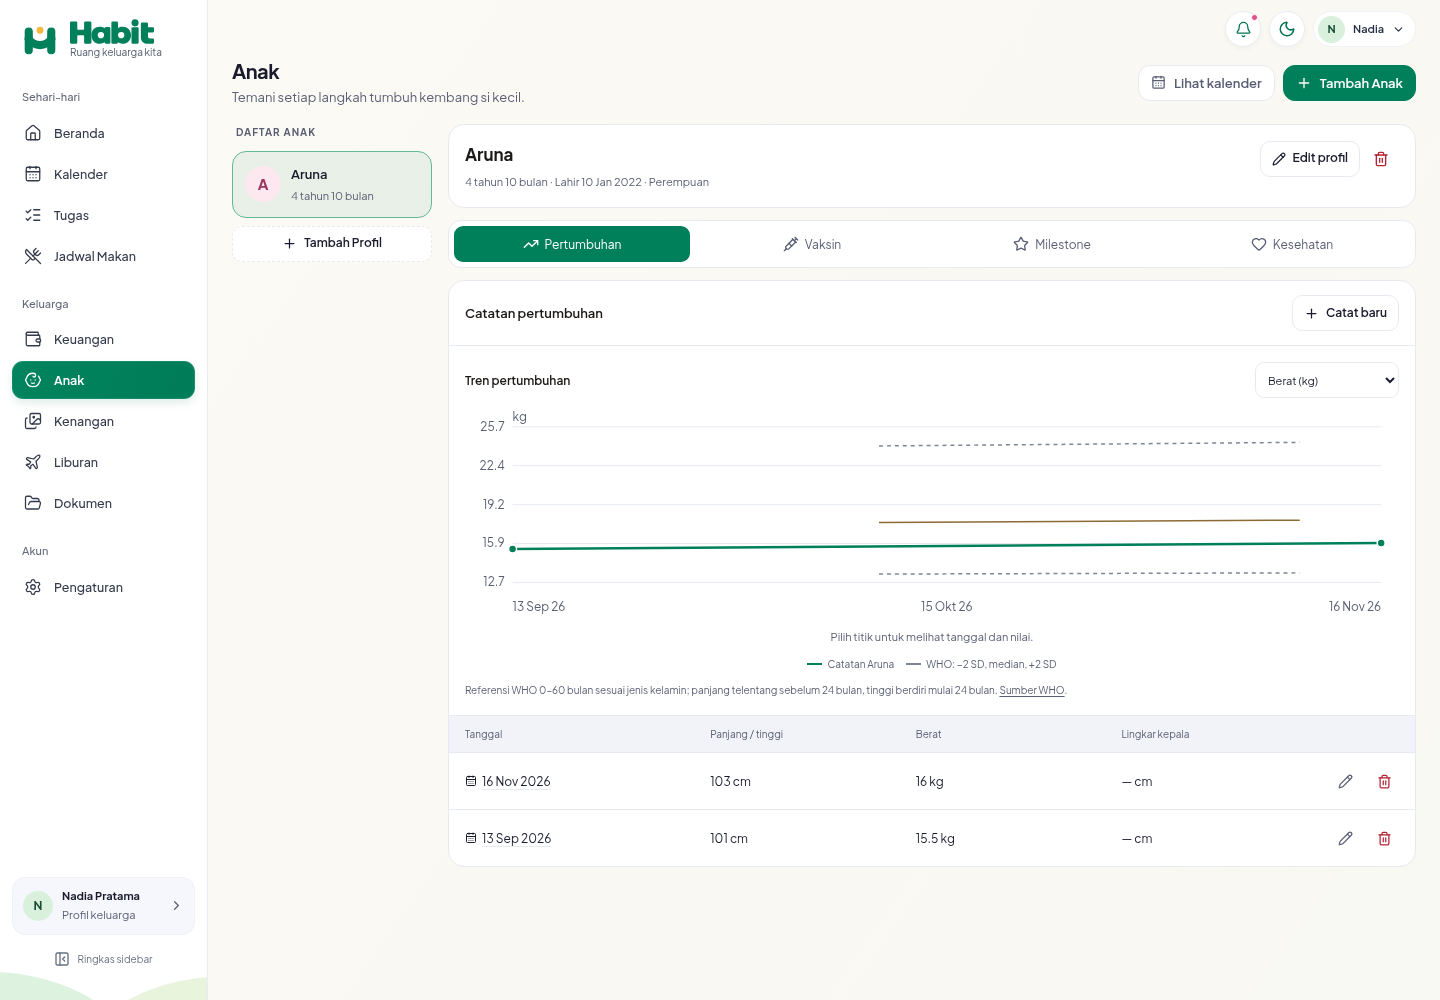 Habit
Ruang keluarga kita
Sehari-hari
Beranda
Kalender
Tugas
Jadwal Makan
Keluarga
Keuangan
Anak
Kenangan
Liburan
Dokumen
Akun
Pengaturan
N
Nadia Pratama
Profil keluarga
Ringkas sidebar
N
Nadia
Anak
Temani setiap langkah tumbuh kembang si kecil.
Lihat kalender
Tambah Anak
DAFTAR ANAK
A
Aruna
4 tahun 10 bulan
Tambah Profil
Aruna
4 tahun 10 bulan · Lahir 10 Jan 2022 · Perempuan
Edit profil
Pertumbuhan
Vaksin
Milestone
Kesehatan
Catatan pertumbuhan
Catat baru
Tren pertumbuhan
Berat (kg)
kg
25.7
22.4
19.2
15.9
12.7
13 Sep 26
15 Okt 26
16 Nov 26
Pilih titik untuk melihat tanggal dan nilai.
Catatan Aruna
WHO: −2 SD, median, +2 SD
Referensi WHO 0–60 bulan sesuai jenis kelamin; panjang telentang sebelum 24 bulan, tinggi berdiri mulai 24 bulan. Sumber WHO.
Tanggal Panjang / tinggi Berat Lingkar kepala
16 Nov 2026 103 cm 16 kg — cm
13 Sep 2026 101 cm 15.5 kg — cm